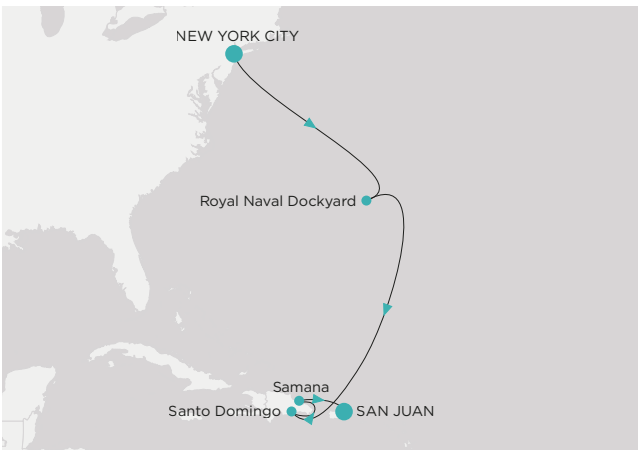 NEW YORK CITY
Royal Naval Dockyard
Samana
Santo Domingo
SAN JUAN